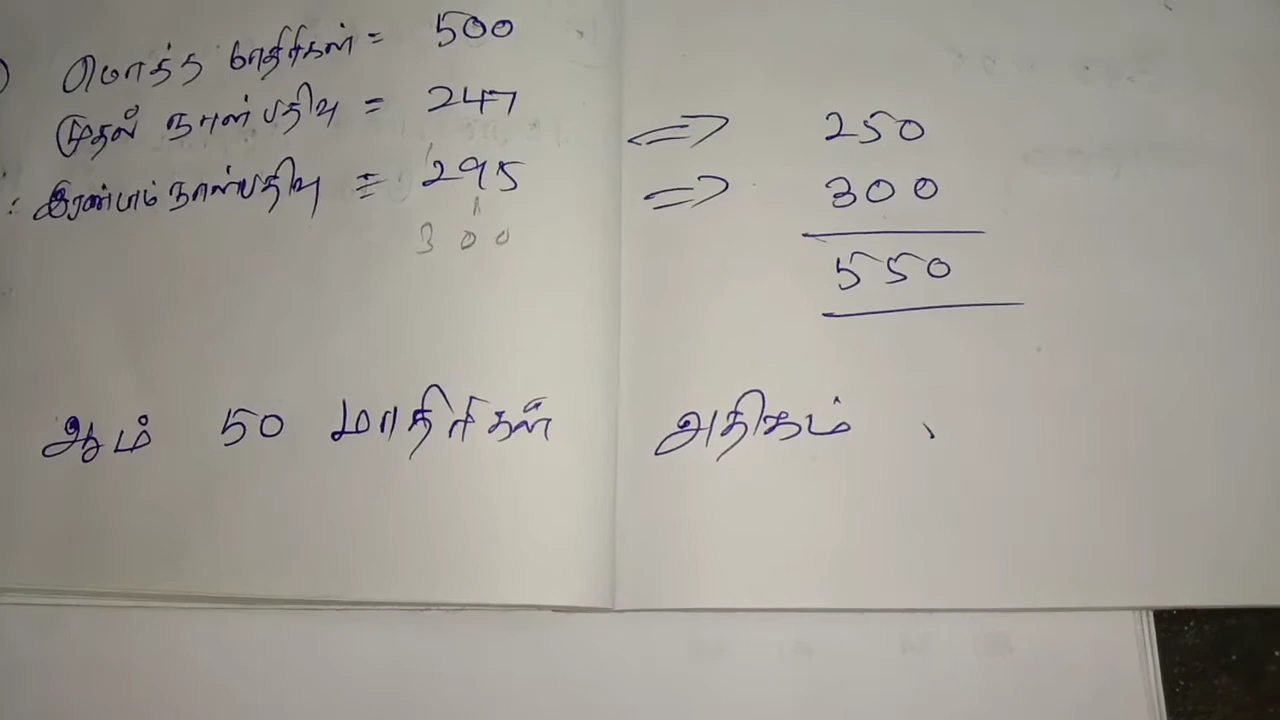 ) மொத்த மாதிரிகள் = 500
முதல் நாள் பதிவு = 247 => 250
இரண்டாம் நாள் பதிவு = 295 => 300
300
550
ஆம் 50 மாதிரிகள் அதிகம்